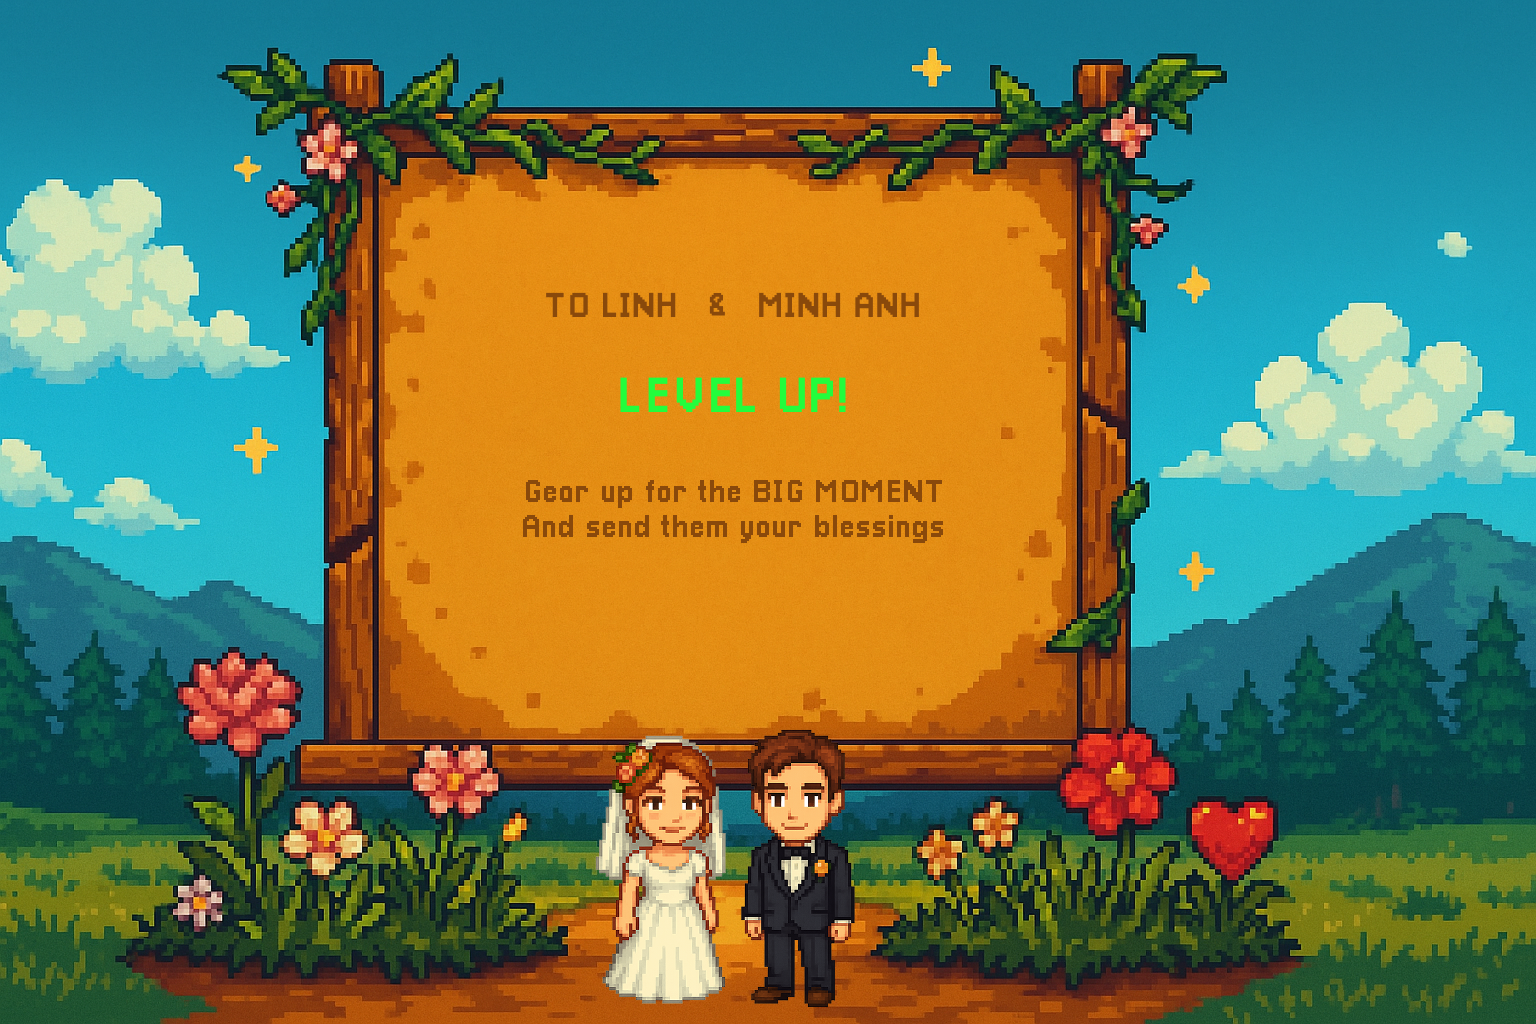 TO LINH & MINH ANH
LEVEL UP!
Gear up for the BIG MOMENT
And send them your blessings